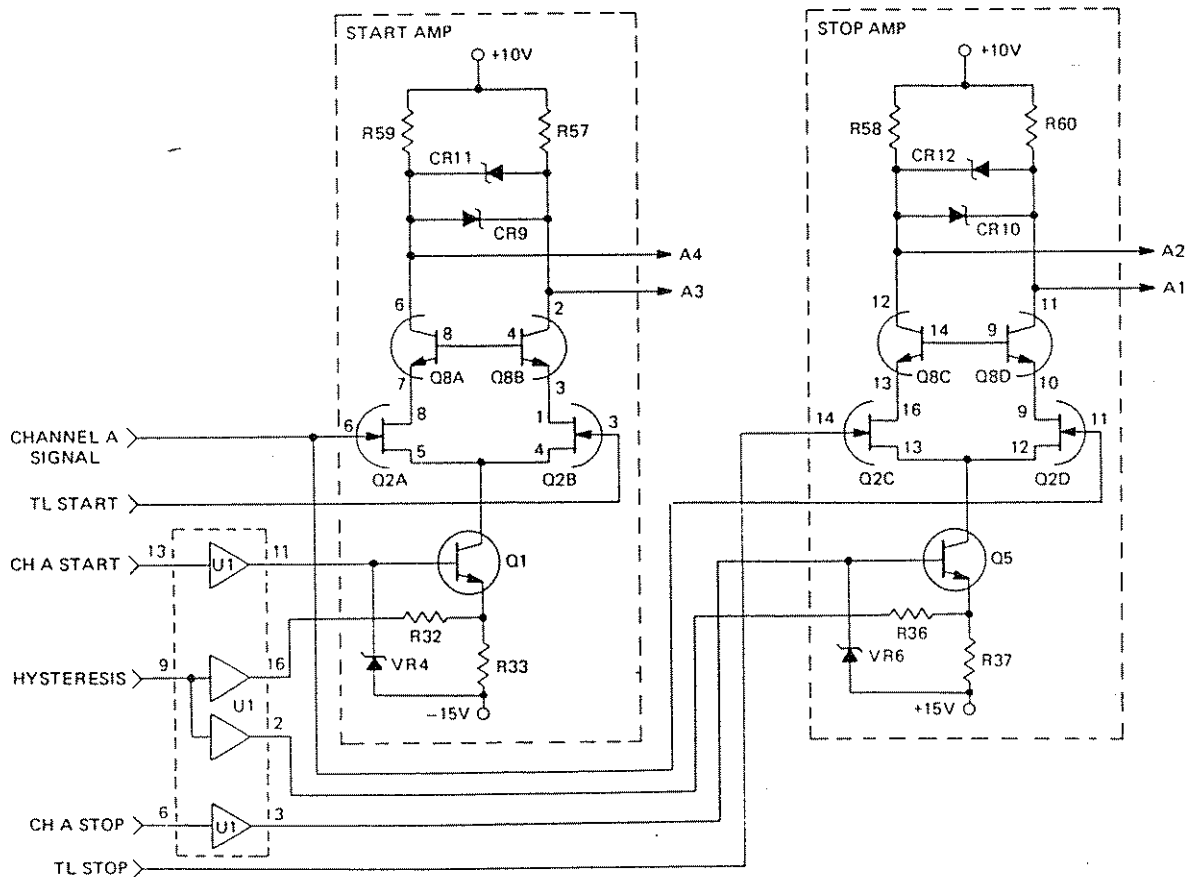 START AMP
+10V
R59
R57
CR11
CR9
A4
A3
6
2
8
4
Q8A
Q8B
7
3
8
1
6
3
5
4
Q2A
Q2B
Q1
R32
VR4
R33
−15V
STOP AMP
+10V
R58
R60
CR12
CR10
A2
A1
12
11
14
9
Q8C
Q8D
13
10
16
9
14
11
13
12
Q2C
Q2D
Q5
R36
VR6
R37
+15V
CHANNEL A
SIGNAL
TL START
CH A START
13
U1
11
HYSTERESIS
9
16
U1
2
CH A STOP
6
U1
3
TL STOP